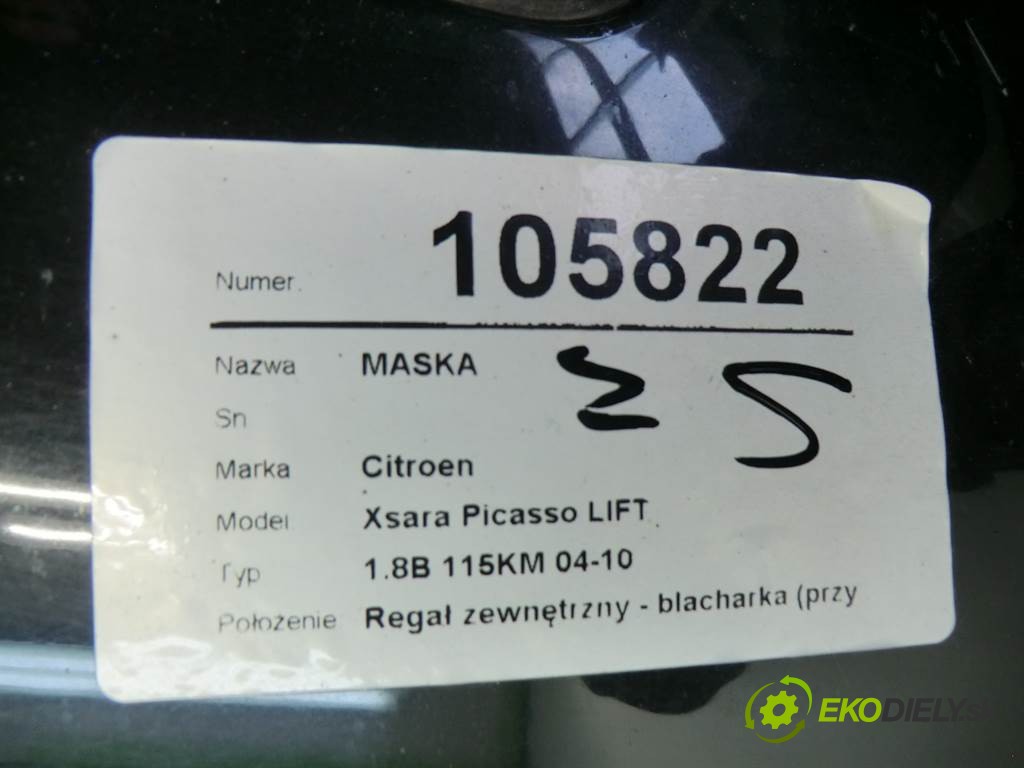 Numer. 105822
Nazwa MASKA
Sn
Marka Citroen
Model Xsara Picasso LIFT
Typ 1.8B 115KM 04-10
Położenie Regał zewnętrzny - blacharka (przy
EKODIELY.s